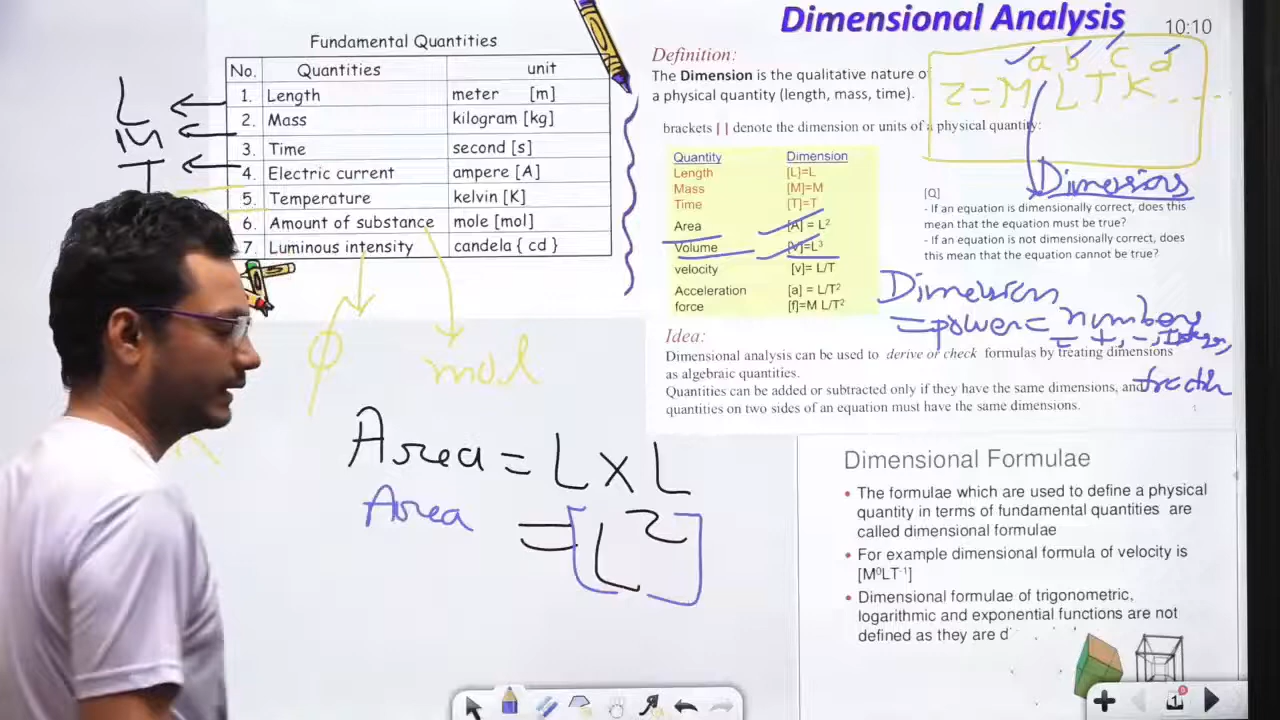 Dimensional Analysis
10:10
Fundamental Quantities
No. Quantities unit
1. Length meter [m]
2. Mass kilogram [kg]
3. Time second [s]
4. Electric current ampere [A]
5. Temperature kelvin [K]
6. Amount of substance mole [mol]
7. Luminous intensity candela { cd }
L
M
T
ϕ
mol
K
Area = L X L
Area = [L²]
Definition:
The Dimension is the qualitative nature o
a physical quantity (length, mass, time).
brackets [ ] denote the dimension or units of a physical quantity:
Quantity Dimension
Length [L]=L
Mass [M]=M
Time [T]=T
Area [A] = L²
Volume [v]=L³
velocity [v]= L/T
Acceleration [a] = L/T²
force [f]=M L/T²
Z = Mᵃ Lᵇ Tᶜ Kᵈ .....
Dimensions
[Q]
- If an equation is dimensionally correct, does this
mean that the equation must be true?
- If an equation is not dimensionally correct, does
this mean that the equation cannot be true?
Dimension
= power = numbers
= +, -, Integer,
Idea:
Dimensional analysis can be used to derive or check formulas by treating dimensions
as algebraic quantities.
Quantities can be added or subtracted only if they have the same dimensions, and
quantities on two sides of an equation must have the same dimensions.
Dimensional Formulae
• The formulae which are used to define a physical
quantity in terms of fundamental quantities are
called dimensional formulae
• For example dimensional formula of velocity is
[M⁰LT⁻¹]
• Dimensional formulae of trigonometric,
logarithmic and exponential functions are not
defined as they are d